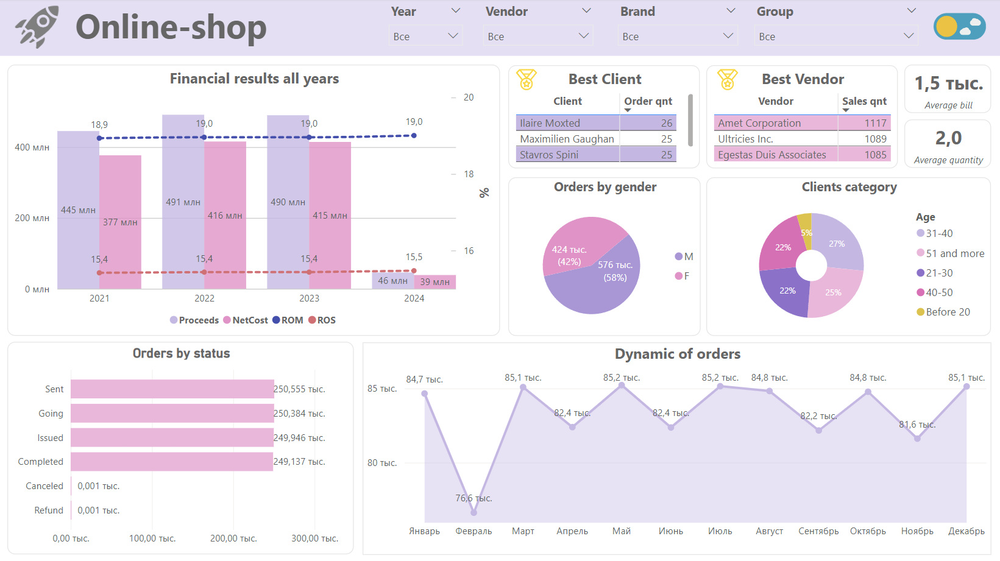 Online-shop
Year
Vendor
Brand
Group
Все
Все
Все
Все
Financial results all years
20
18
16
%
400 млн
200 млн
0 млн
18,9
19,0
19,0
19,0
445 млн
377 млн
491 млн
416 млн
490 млн
415 млн
46 млн
39 млн
15,4
15,4
15,4
15,5
2021
2022
2023
2024
Proceeds
NetCost
ROM
ROS
Best Client
Client Order qnt
Ilaire Moxted 26
Maximilien Gaughan 25
Stavros Spini 25
Best Vendor
Vendor Sales qnt
Amet Corporation 1117
Ultricies Inc. 1089
Egestas Duis Associates 1085
1,5 тыс.
Average bill
2,0
Average quantity
Orders by gender
424 тыс.
(42%)
576 тыс.
(58%)
M
F
Clients category
5%
27%
22%
22%
25%
Age
31-40
51 and more
21-30
40-50
Before 20
Orders by status
Sent 250,555 тыс.
Going 250,384 тыс.
Issued 249,946 тыс.
Completed 249,137 тыс.
Canceled 0,001 тыс.
Refund 0,001 тыс.
0,00 тыс.
100,00 тыс.
200,00 тыс.
300,00 тыс.
Dynamic of orders
85 тыс.
80 тыс.
84,7 тыс.
76,6 тыс.
85,1 тыс.
82,4 тыс.
85,2 тыс.
82,4 тыс.
85,2 тыс.
84,8 тыс.
82,2 тыс.
84,8 тыс.
81,6 тыс.
85,1 тыс.
Январь
Февраль
Март
Апрель
Май
Июнь
Июль
Август
Сентябрь
Октябрь
Ноябрь
Декабрь